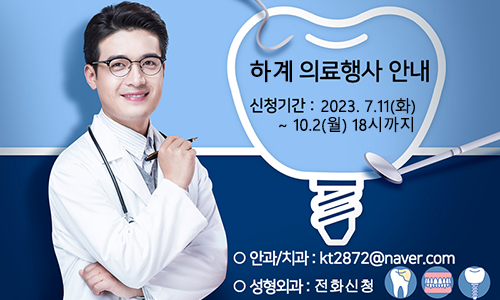 하계 의료행사 안내
신청기간 : 2023. 7.11(화)
~ 10.2(월) 18시까지
○ 안과/치과 : kt2872@naver.com
○ 성형외과 : 전화신청